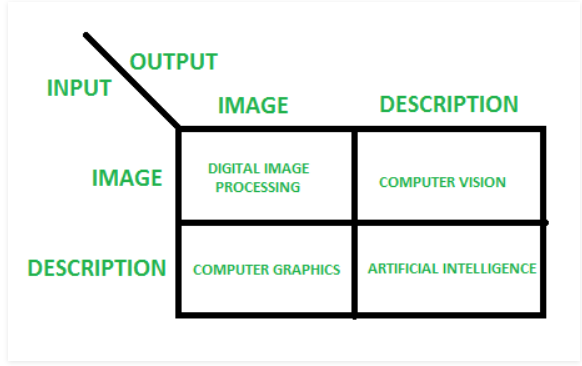 OUTPUT
INPUT
IMAGE DESCRIPTION
IMAGE
DIGITAL IMAGE
PROCESSING
COMPUTER VISION
DESCRIPTION
COMPUTER GRAPHICS
ARTIFICIAL INTELLIGENCE